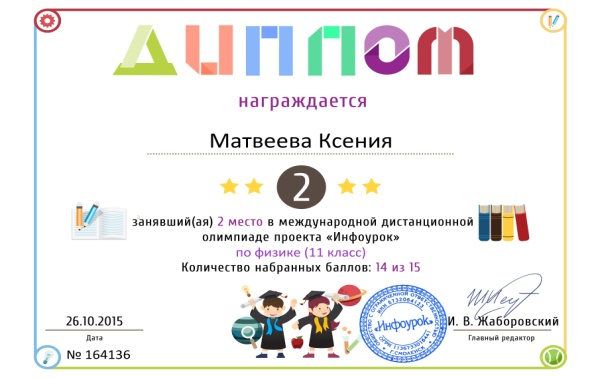 ДИПЛОМ
награждается
Матвеева Ксения
2
занявший(ая) 2 место в международной дистанционной
олимпиаде проекта «Инфоурок»
по физике (11 класс)
Количество набранных баллов: 14 из 15
26.10.2015
Дата
№ 164136
«Инфоурок»
Г.СМОЛЕНСК
И. В. Жаборовский
Главный редактор